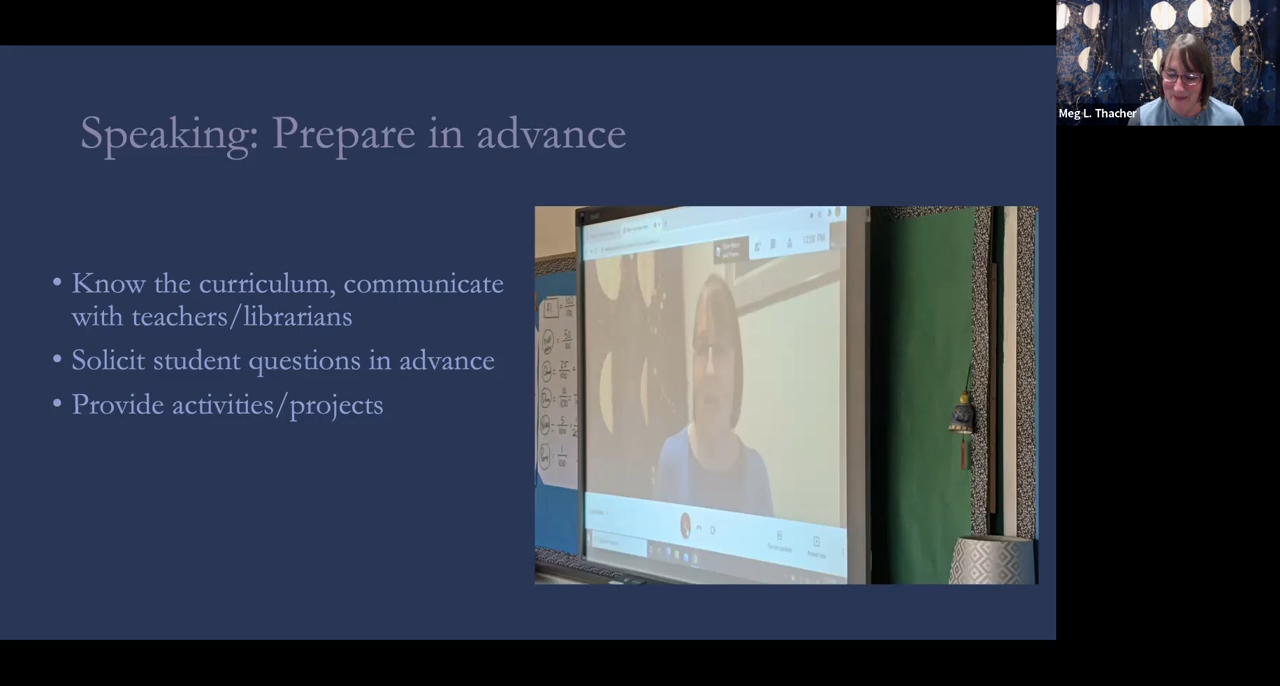 Speaking: Prepare in advance
• Know the curriculum, communicate
with teachers/librarians
• Solicit student questions in advance
• Provide activities/projects
Meg L. Thacher